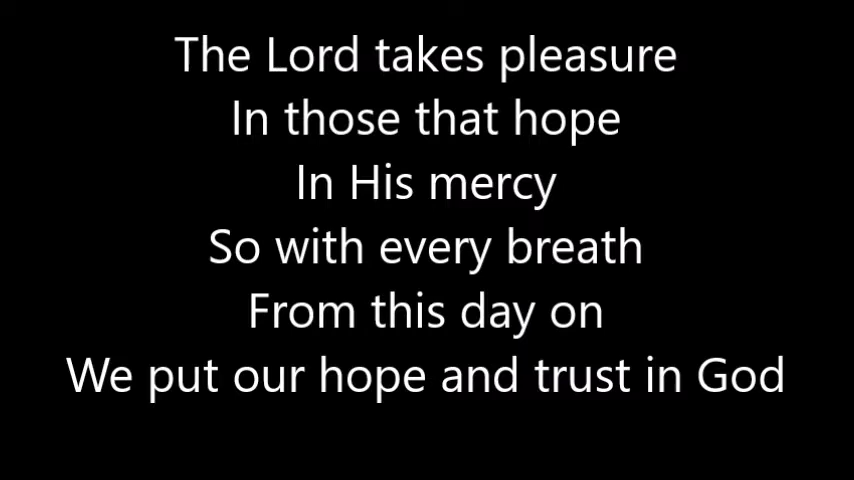 The Lord takes pleasure
In those that hope
In His mercy
So with every breath
From this day on
We put our hope and trust in God